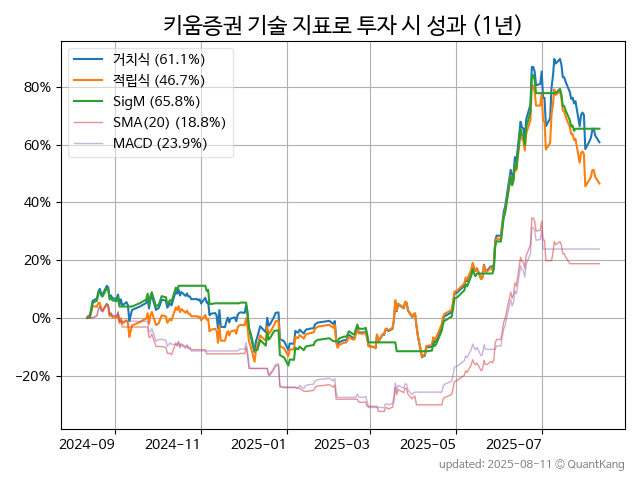 키움증권 기술 지표로 투자 시 성과 (1년)
거치식 (61.1%)
적립식 (46.7%)
SigM (65.8%)
SMA(20) (18.8%)
MACD (23.9%)
80%
60%
40%
20%
0%
−20%
2024−09
2024−11
2025−01
2025−03
2025−05
2025−07
updated: 2025-08-11 © QuantKang